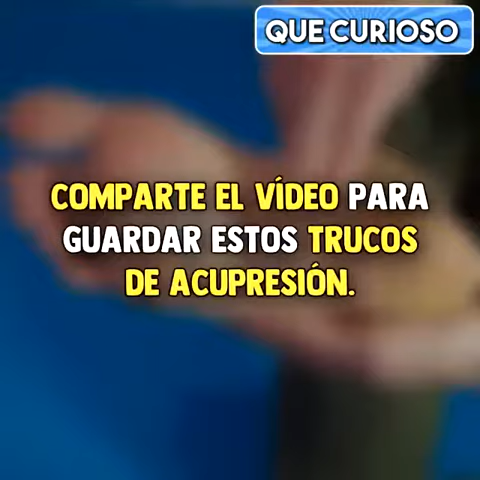 QUE CURIOSO
COMPARTE EL VÍDEO PARA
GUARDAR ESTOS TRUCOS
DE ACUPRESIÓN.